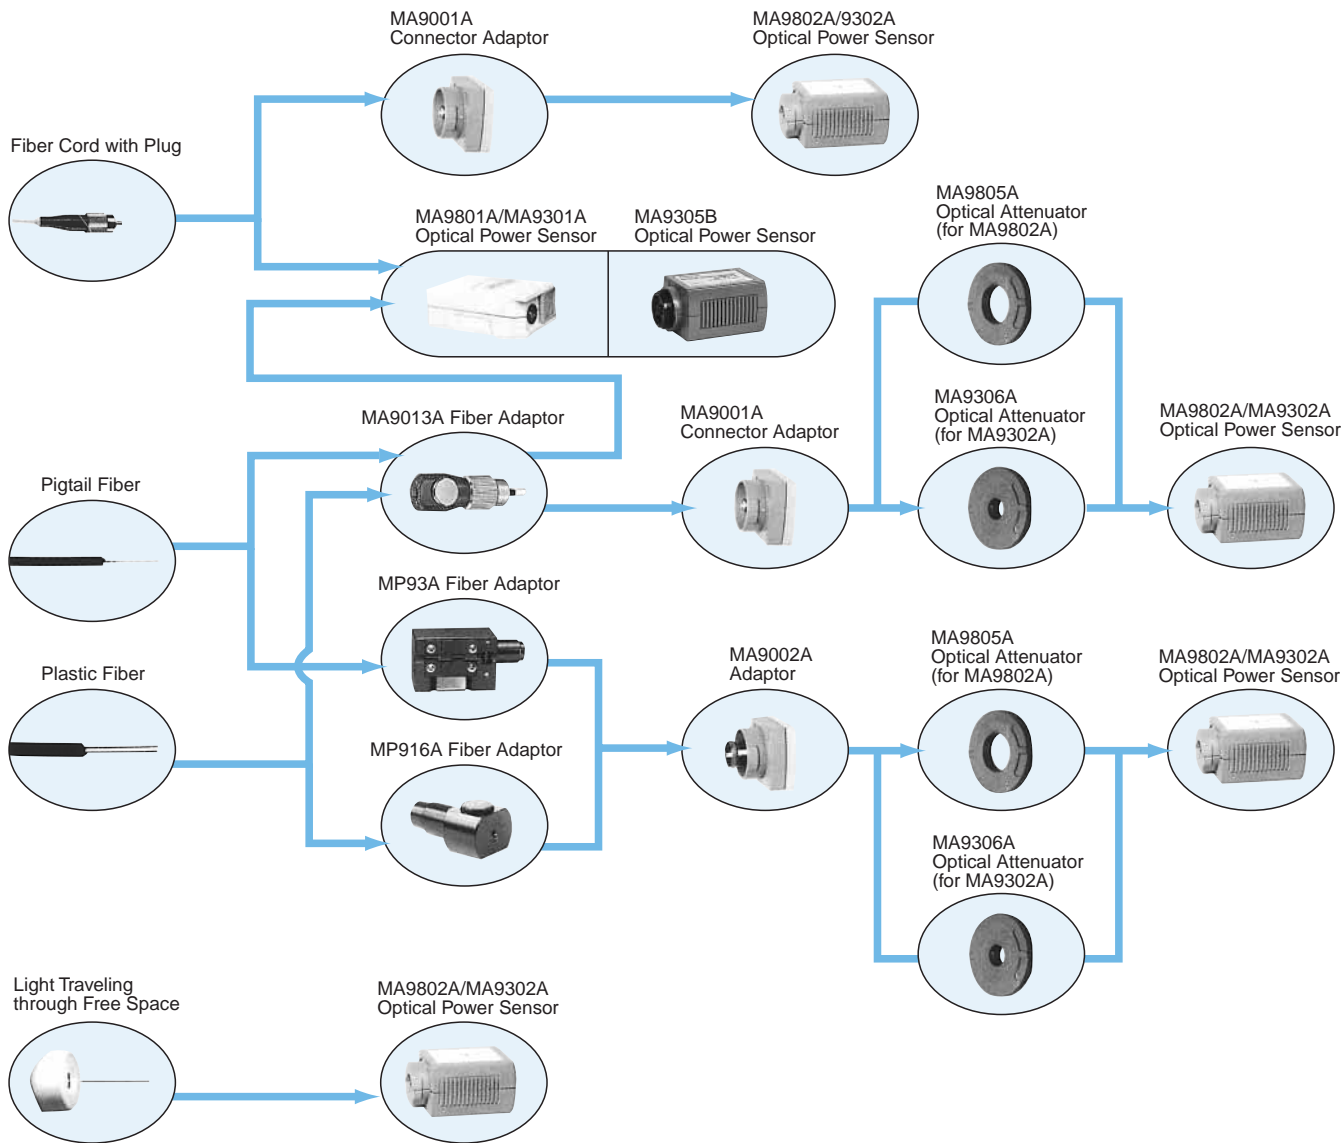 MA9001A
Connector Adaptor
MA9802A/9302A
Optical Power Sensor
Fiber Cord with Plug
MA9801A/MA9301A
Optical Power Sensor
MA9305B
Optical Power Sensor
MA9805A
Optical Attenuator
(for MA9802A)
MA9013A Fiber Adaptor
MA9001A
Connector Adaptor
MA9306A
Optical Attenuator
(for MA9302A)
MA9802A/MA9302A
Optical Power Sensor
Pigtail Fiber
MP93A Fiber Adaptor
Plastic Fiber
MA9002A
Adaptor
MA9805A
Optical Attenuator
(for MA9802A)
MA9802A/MA9302A
Optical Power Sensor
MP916A Fiber Adaptor
MA9306A
Optical Attenuator
(for MA9302A)
Light Traveling
through Free Space
MA9802A/MA9302A
Optical Power Sensor